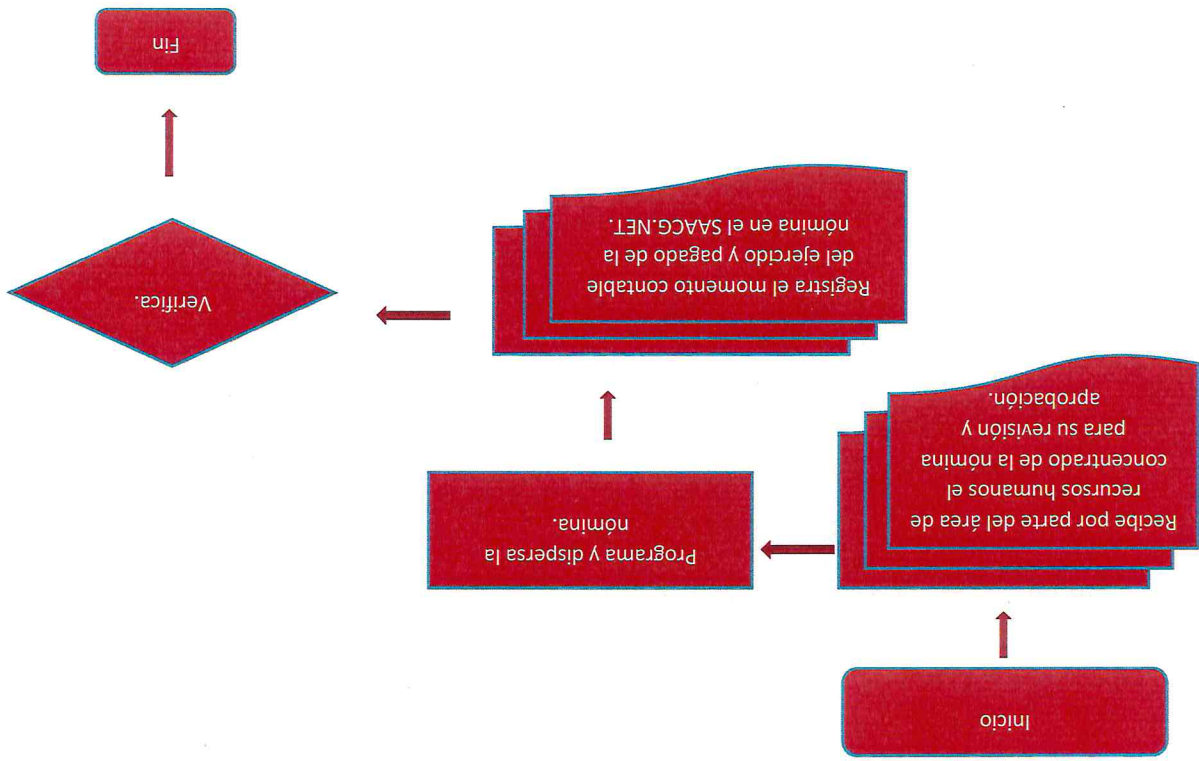 Inicio
Recibe por parte del área de
recursos humanos el
concentrado de la nómina
para su revisión y
aprobación.
Programa y dispersa la
nómina.
Registra el momento contable
del ejercido y pagado de la
nómina en el SAACG.NET.
Verifica.
Fin